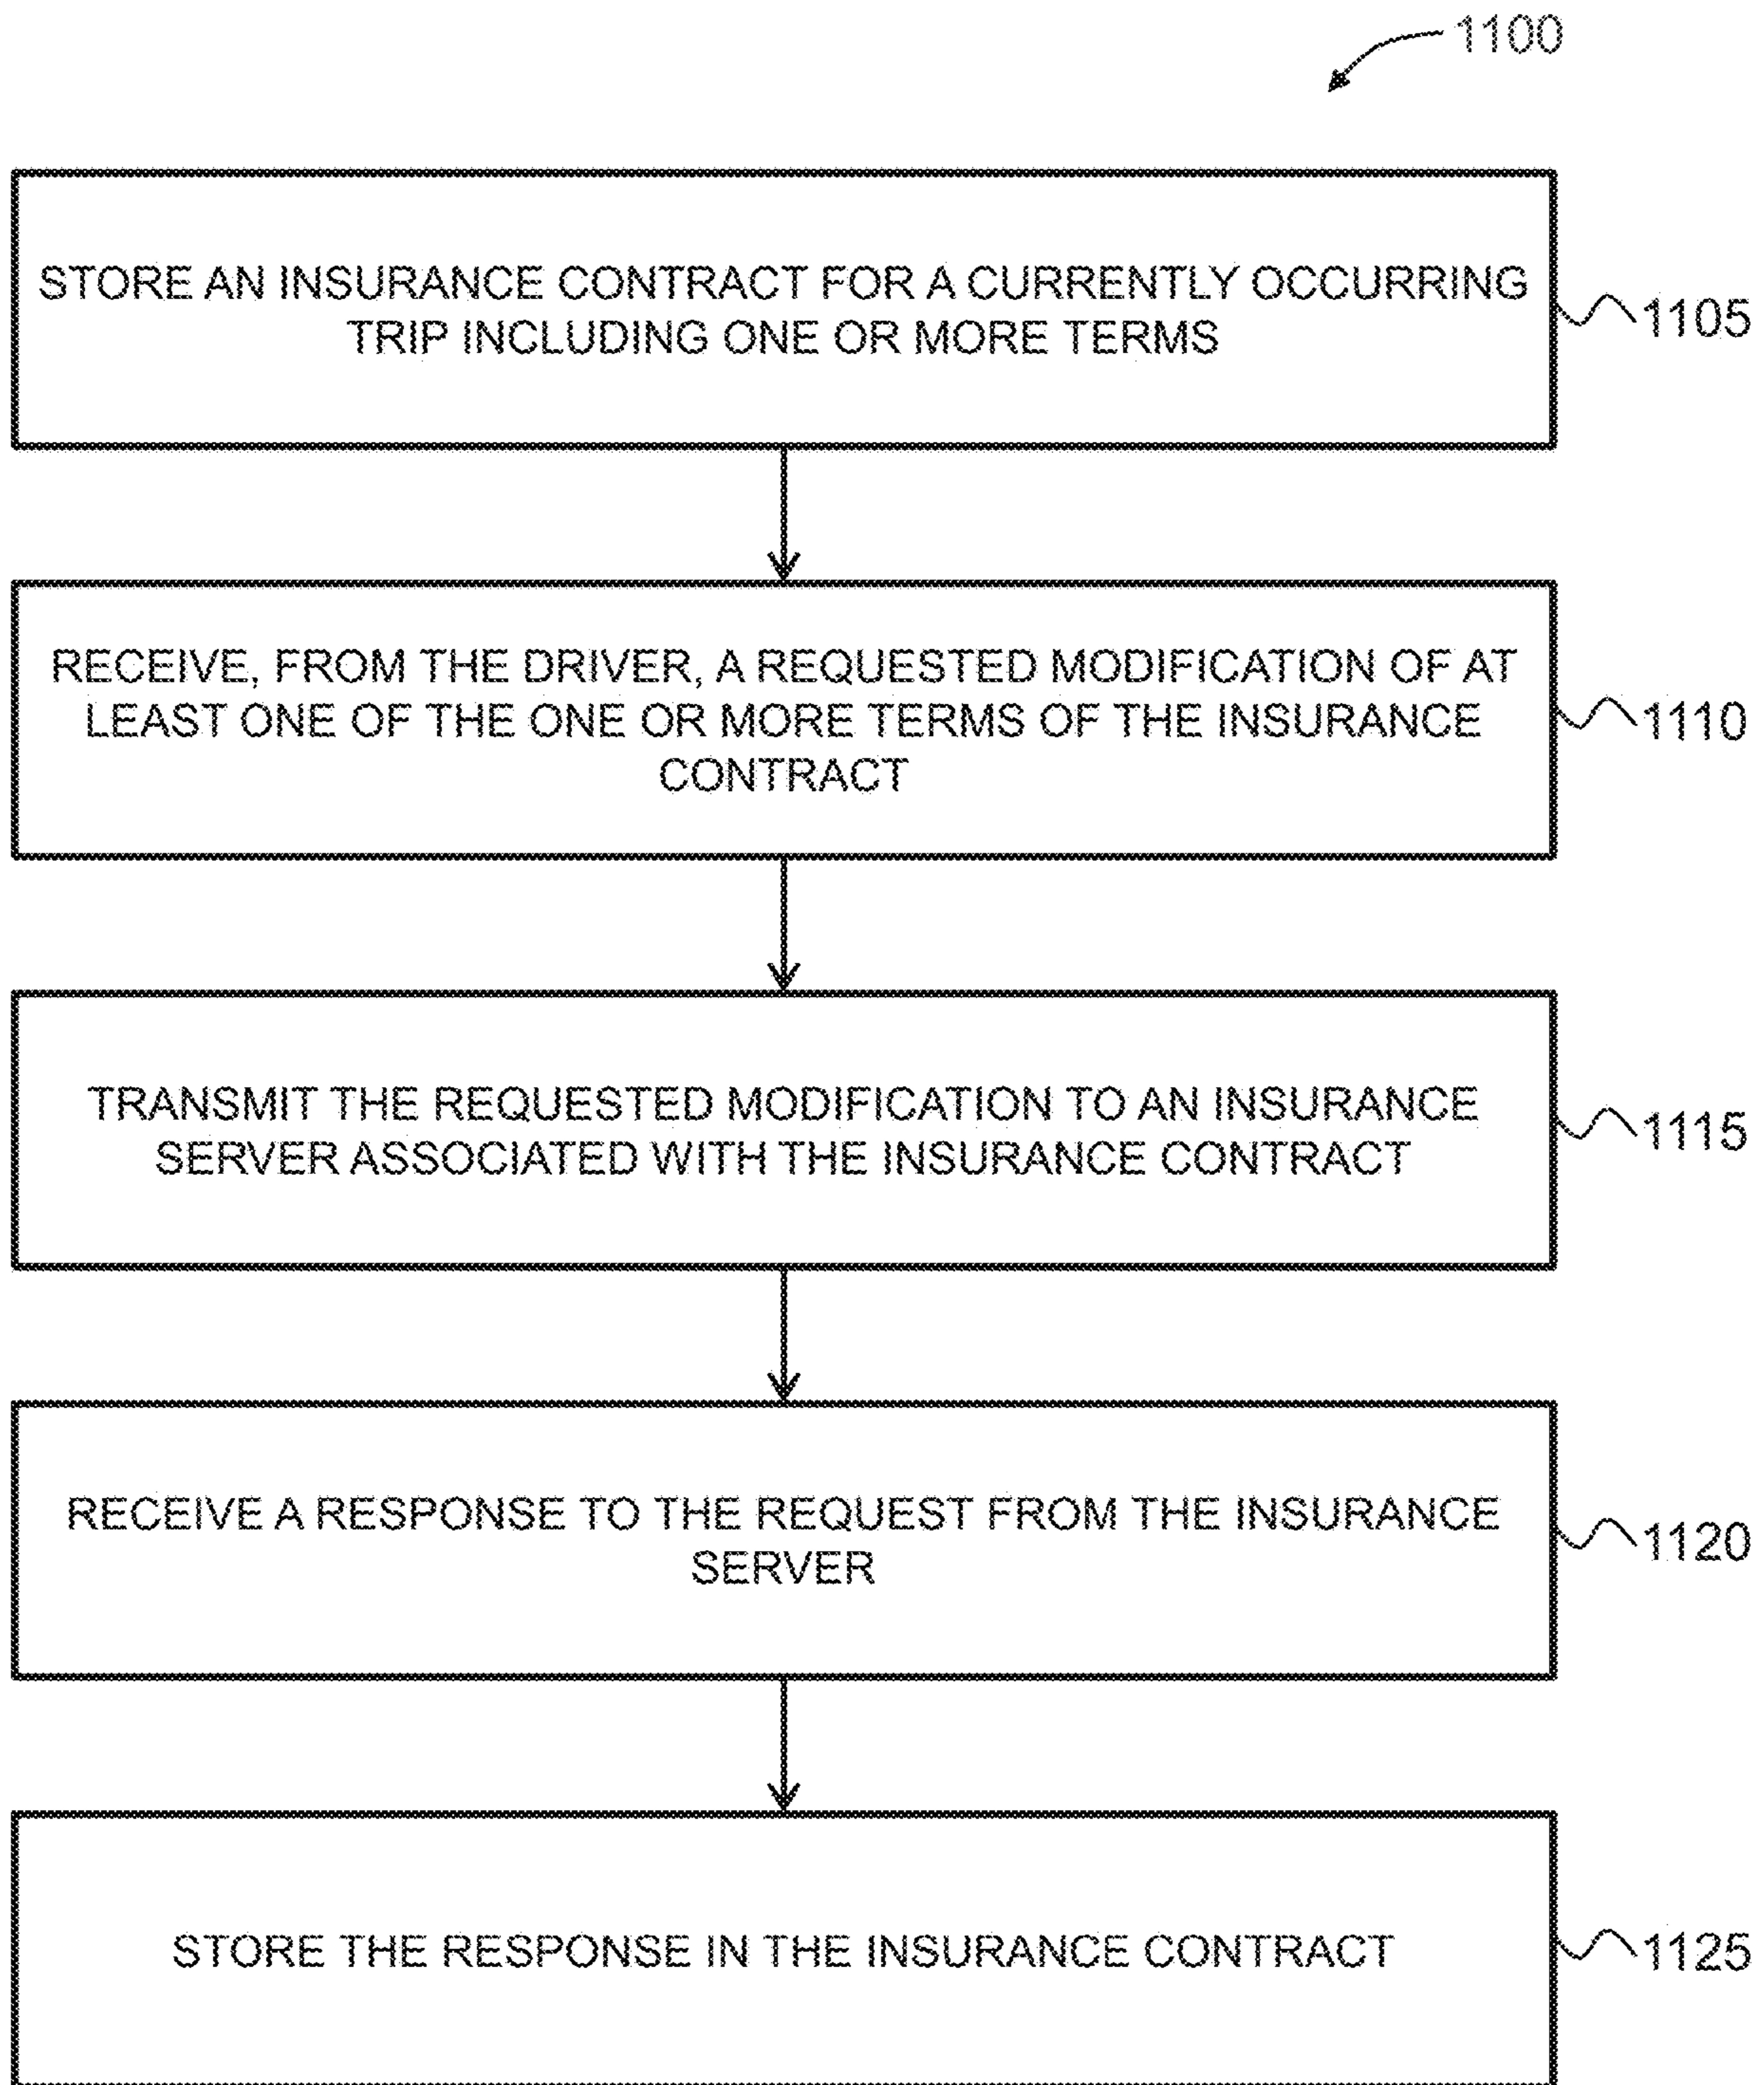 1100
STORE AN INSURANCE CONTRACT FOR A CURRENTLY OCCURRING
TRIP INCLUDING ONE OR MORE TERMS
1105
RECEIVE, FROM THE DRIVER, A REQUESTED MODIFICATION OF AT
LEAST ONE OF THE ONE OR MORE TERMS OF THE INSURANCE
CONTRACT
1110
TRANSMIT THE REQUESTED MODIFICATION TO AN INSURANCE
SERVER ASSOCIATED WITH THE INSURANCE CONTRACT
1115
RECEIVE A RESPONSE TO THE REQUEST FROM THE INSURANCE
SERVER
1120
STORE THE RESPONSE IN THE INSURANCE CONTRACT
1125